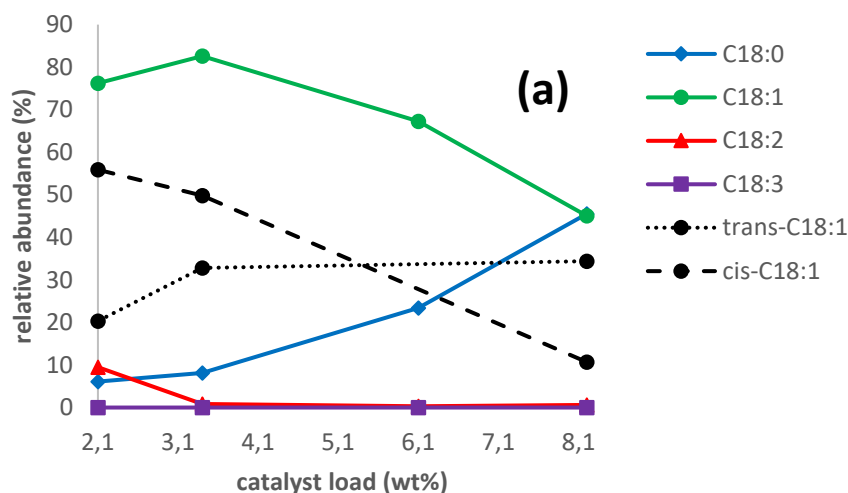 90
80
70
60
50
40
30
20
10
0
relative abundance (%)
2,1 3,1 4,1 5,1 6,1 7,1 8,1
catalyst load (wt%)
(a)
C18:0
C18:1
C18:2
C18:3
trans-C18:1
cis-C18:1